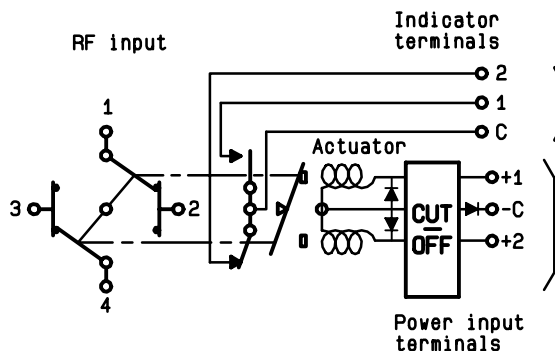 Indicator
terminals
RF input
2
1
C
1
Actuator
3
2
+1
CUT
-C
OFF
+2
4
Power input
terminals